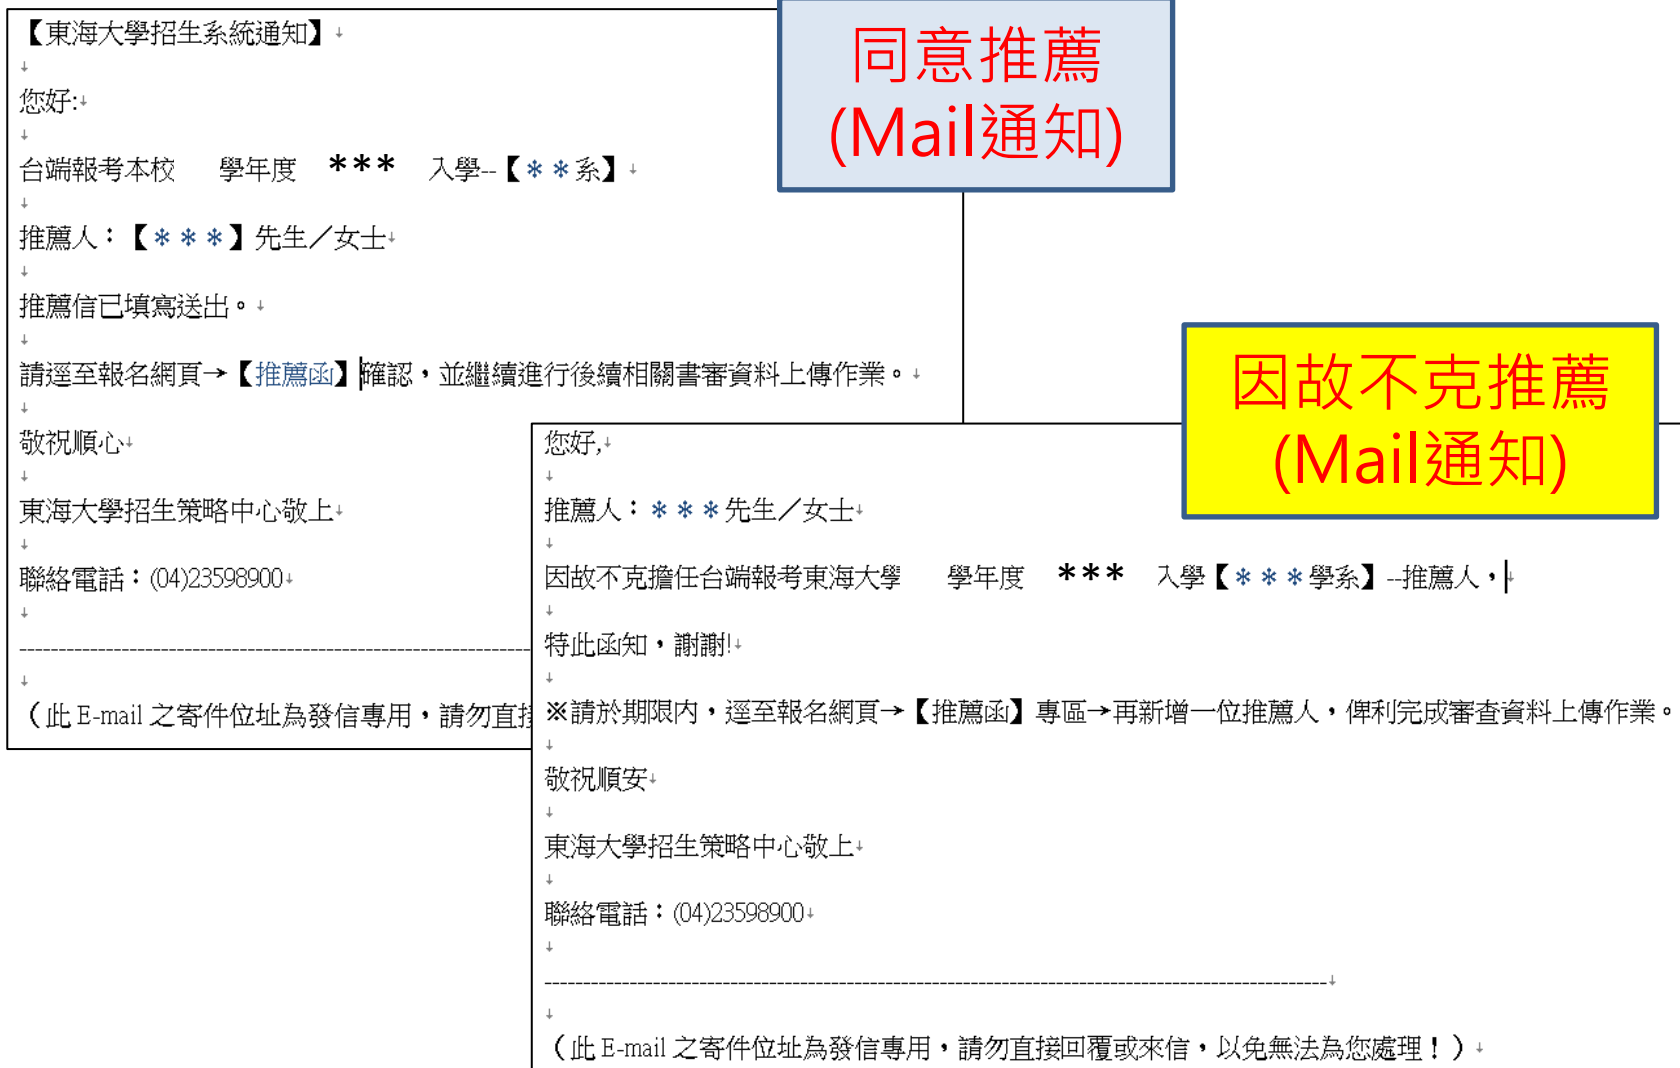 同意推薦
(Mail通知)
【東海大學招生系統通知】
您好:
台端報考本校 學年度 *** 入學--【＊＊系】
推薦人：【＊＊＊】先生／女士
推薦信已填寫送出。
請逕至報名網頁→【推薦函】確認，並繼續進行後續相關書審資料上傳作業。
敬祝順心
東海大學招生策略中心敬上
聯絡電話：(04)23598900
--------------------------------------------------
（此 E-mail 之寄件位址為發信專用，請勿直接
因故不克推薦
(Mail通知)
您好,
推薦人：＊＊＊先生／女士
因故不克擔任台端報考東海大學 學年度 *** 入學【＊＊＊學系】--推薦人，
特此函知，謝謝!
※請於期限內，逕至報名網頁→【推薦函】專區→再新增一位推薦人，俾利完成審查資料上傳作業。
敬祝順安
東海大學招生策略中心敬上
聯絡電話：(04)23598900
--------------------------------------------------
（此 E-mail 之寄件位址為發信專用，請勿直接回覆或來信，以免無法為您處理！）